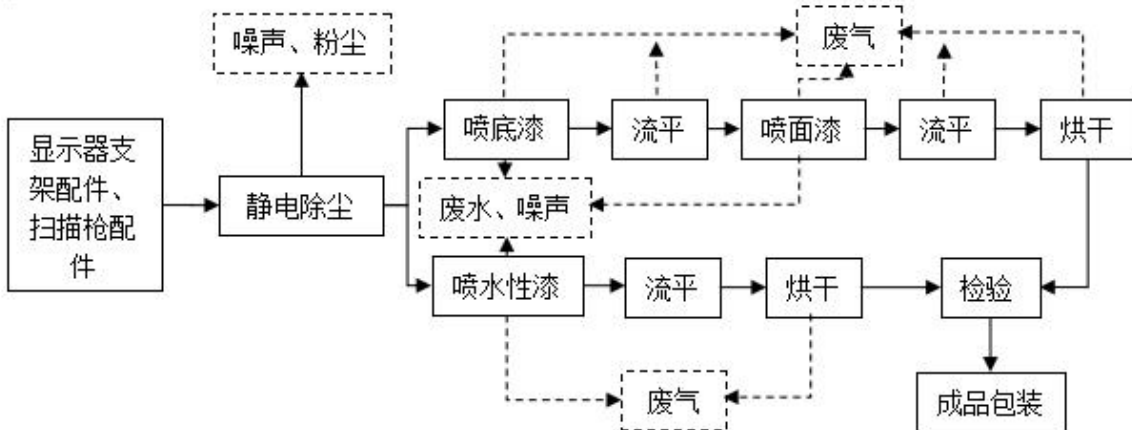 噪声、粉尘
废气
显示器支
架配件、
扫描枪配
件
静电除尘
喷底漆
流平
喷面漆
流平
烘干
废水、噪声
喷水性漆
流平
烘干
检验
废气
成品包装